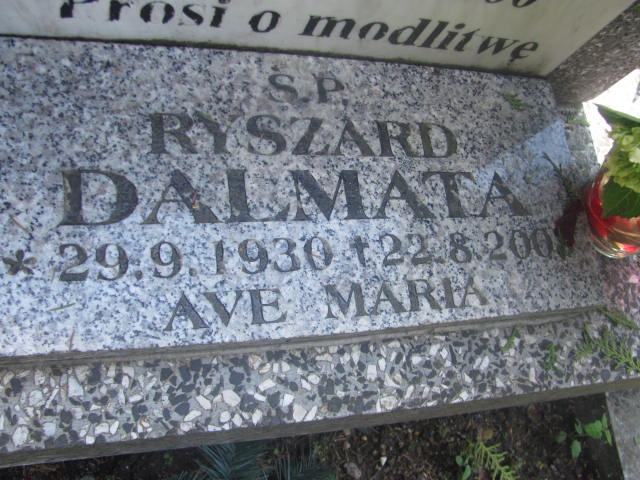 Prosi o modlitwę
S.P.
RYSZARD
DALMATA
* 29.9.1930 † 22.8.200
AVE MARIA